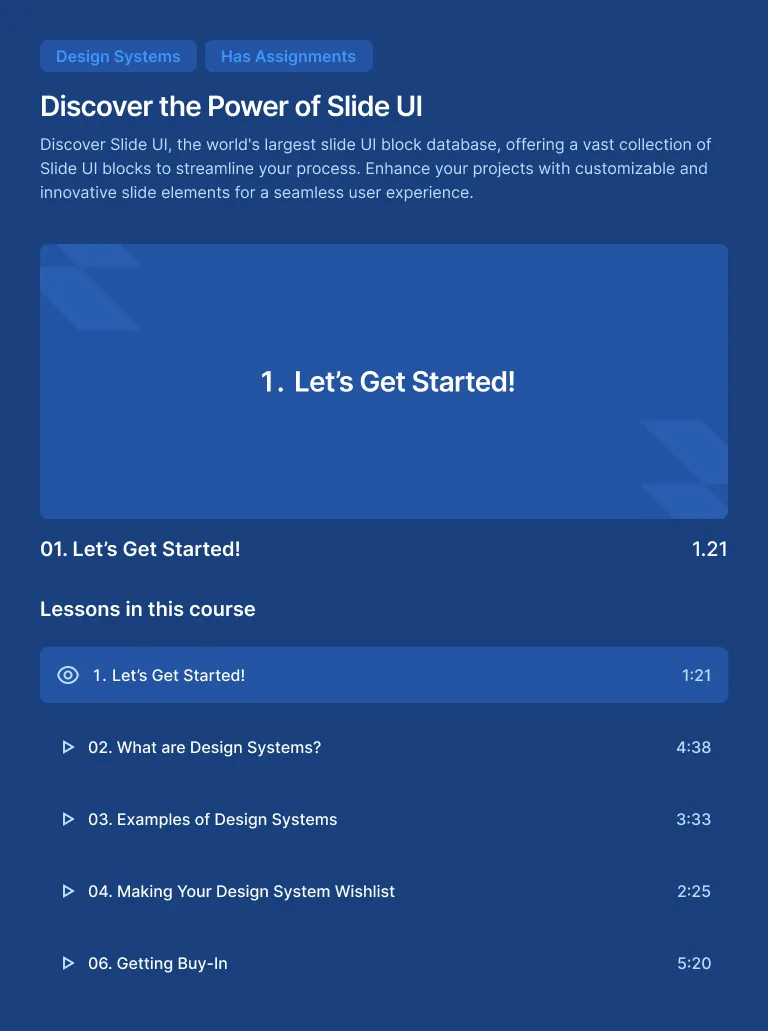 Design Systems
Has Assignments
Discover the Power of Slide UI
Discover Slide UI, the world's largest slide UI block database, offering a vast collection of
Slide UI blocks to streamline your process. Enhance your projects with customizable and
innovative slide elements for a seamless user experience.
1. Let’s Get Started!
01. Let’s Get Started! 1.21
Lessons in this course
1. Let’s Get Started! 1:21
02. What are Design Systems? 4:38
03. Examples of Design Systems 3:33
04. Making Your Design System Wishlist 2:25
06. Getting Buy-In 5:20